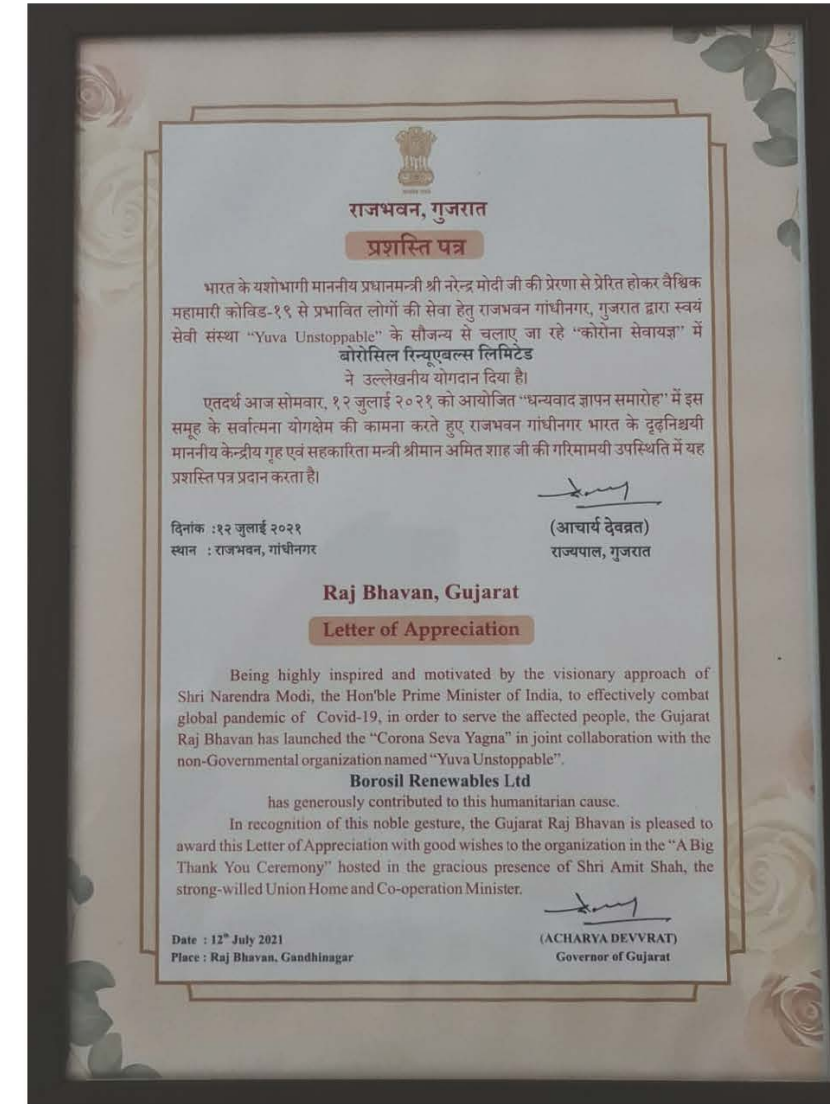 राजभवन, गुजरात
प्रशस्ति पत्र
भारत के यशोभागी माननीय प्रधानमन्त्री श्री नरेन्द्र मोदी जी की प्रेरणा से प्रेरित होकर वैश्विक
महामारी कोविड-१९ से प्रभावित लोगों की सेवा हेतु राजभवन गांधीनगर, गुजरात द्वारा स्वयं
सेवी संस्था “Yuva Unstoppable” के सौजन्य से चलाए जा रहे “कोरोना सेवायज्ञ” में
बोरोसिल रिन्यूएबल्स लिमिटेड
ने उल्लेखनीय योगदान दिया है।
एतदर्थ आज सोमवार, १२ जुलाई २०२१ को आयोजित “धन्यवाद ज्ञापन समारोह” में इस
समूह के सर्वात्मना योगक्षेम की कामना करते हुए राजभवन गांधीनगर भारत के दृढ़निश्चयी
माननीय केन्द्रीय गृह एवं सहकारिता मन्त्री श्रीमान अमित शाह जी की गरिमामयी उपस्थिति में यह
प्रशस्ति पत्र प्रदान करता है।
दिनांक :१२ जुलाई २०२१
(आचार्य देवव्रत)
स्थान : राजभवन, गांधीनगर
राज्यपाल, गुजरात
Raj Bhavan, Gujarat
Letter of Appreciation
Being highly inspired and motivated by the visionary approach of
Shri Narendra Modi, the Hon'ble Prime Minister of India, to effectively combat
global pandemic of Covid-19, in order to serve the affected people, the Gujarat
Raj Bhavan has launched the “Corona Seva Yagna” in joint collaboration with the
non-Governmental organization named “Yuva Unstoppable”.
Borosil Renewables Ltd
has generously contributed to this humanitarian cause.
In recognition of this noble gesture, the Gujarat Raj Bhavan is pleased to
award this Letter of Appreciation with good wishes to the organization in the “A Big
Thank You Ceremony” hosted in the gracious presence of Shri Amit Shah, the
strong-willed Union Home and Co-operation Minister.
Date : 12th July 2021
(ACHARYA DEVVRAT)
Place : Raj Bhavan, Gandhinagar
Governor of Gujarat